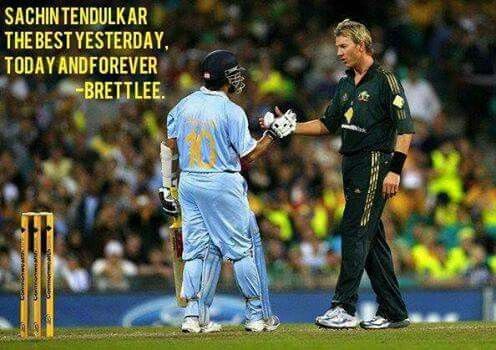 SACHIN TENDULKAR
THE BEST YESTERDAY,
TODAY AND FOREVER
-BRETT LEE.
10